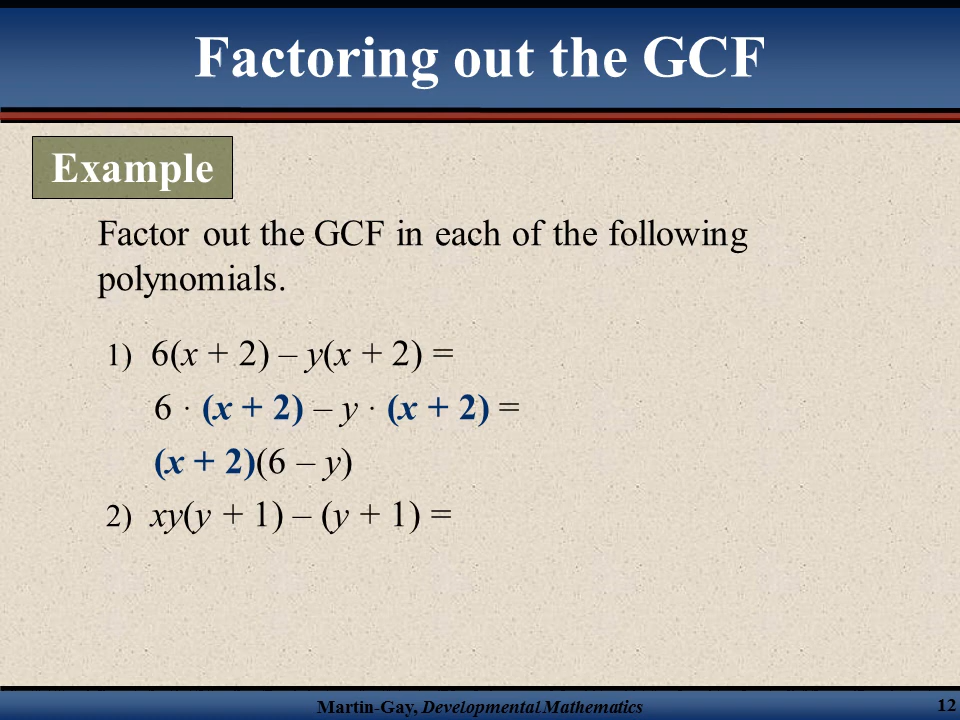 Factoring out the GCF
Example
Factor out the GCF in each of the following
polynomials.
1) 6(x + 2) – y(x + 2) =
6 · (x + 2) – y · (x + 2) =
(x + 2)(6 – y)
2) xy(y + 1) – (y + 1) =
Martin-Gay, Developmental Mathematics
12